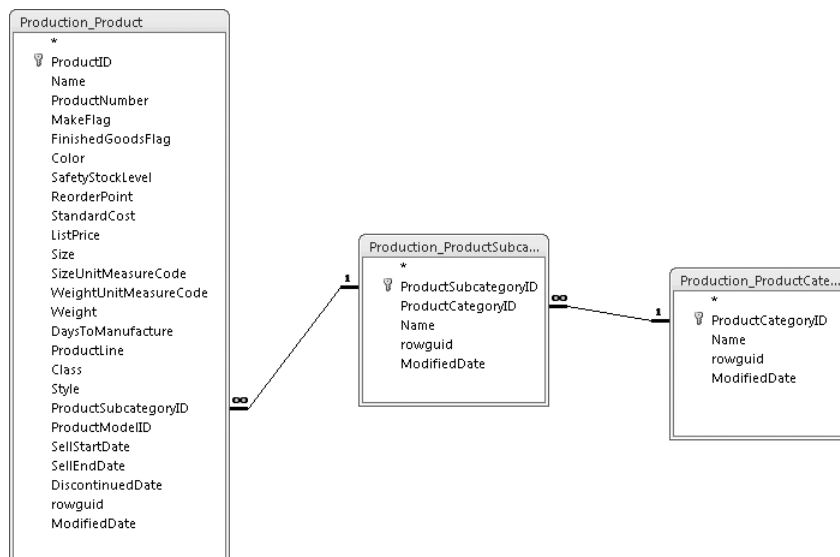 Production_Product
*
ProductID
Name
ProductNumber
MakeFlag
FinishedGoodsFlag
Color
SafetyStockLevel
ReorderPoint
StandardCost
ListPrice
Size
SizeUnitMeasureCode
WeightUnitMeasureCode
Weight
DaysToManufacture
ProductLine
Class
Style
ProductSubcategoryID
ProductModelID
SellStartDate
SellEndDate
DiscontinuedDate
rowguid
ModifiedDate
∞
1
Production_ProductSubca...
*
ProductSubcategoryID
ProductCategoryID
Name
rowguid
ModifiedDate
∞
1
Production_ProductCate...
*
ProductCategoryID
Name
rowguid
ModifiedDate